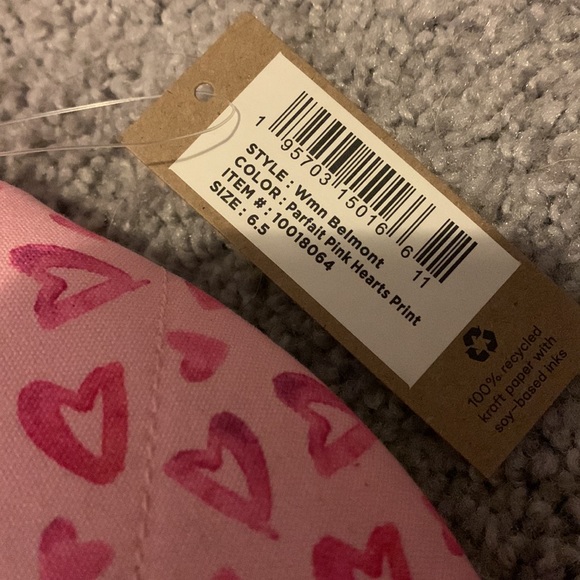 1 95703 15016 6 11
STYLE : Wmn Belmont
COLOR : Parfait Pink Hearts Print
ITEM #: 10018064
SIZE : 6.5
100% recycled
kraft paper with
soy-based inks